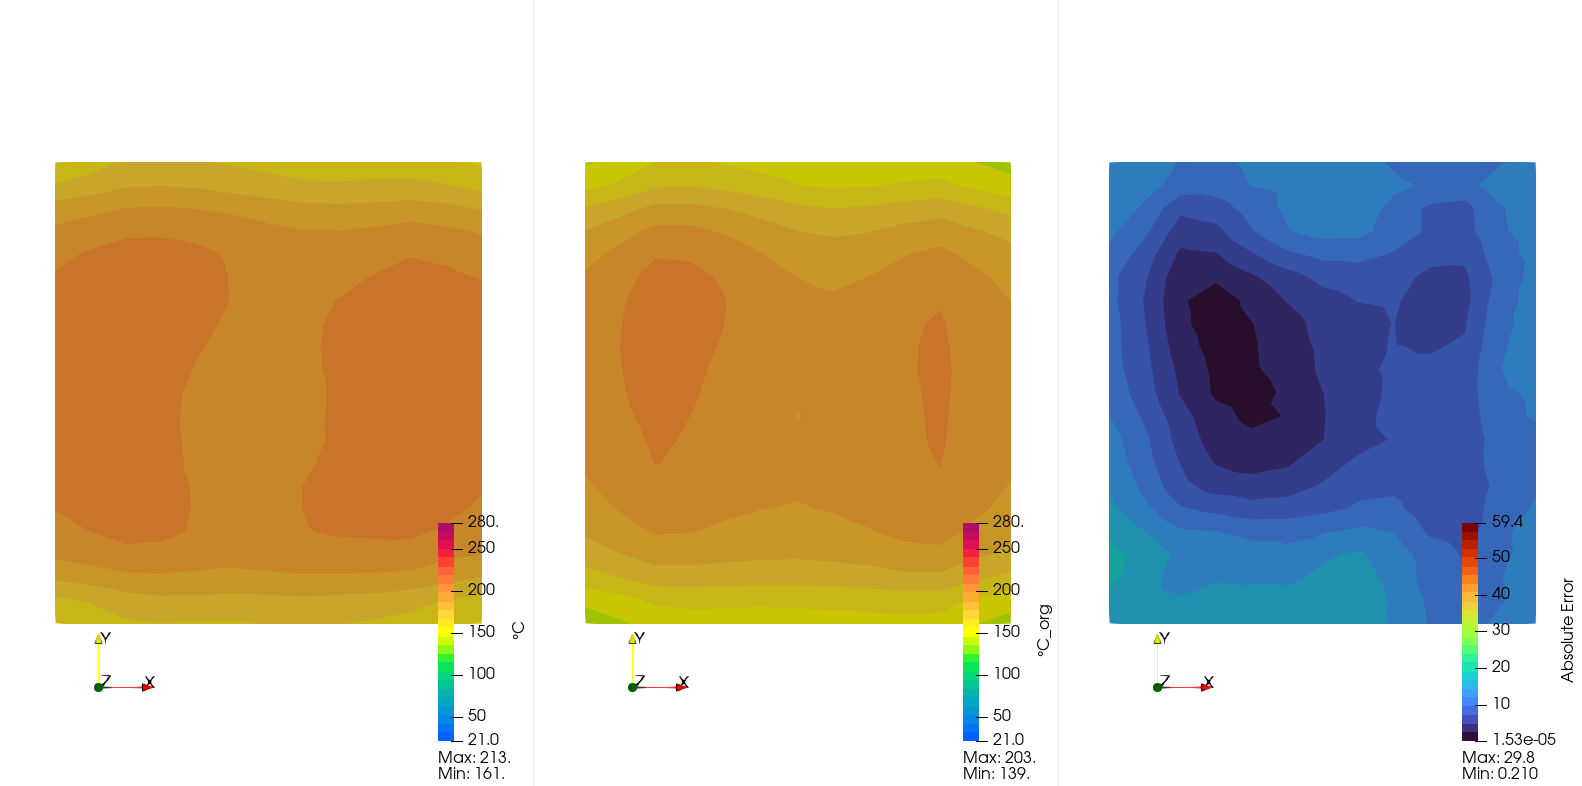 280.
250
200
150
100
50
21.0
°C
Max: 213.
Min: 161.
Y
Z
X
280.
250
200
150
100
50
21.0
°C_org
Max: 203.
Min: 139.
Y
Z
X
59.4
50
40
30
20
10
1.53e-05
Absolute Error
Max: 29.8
Min: 0.210
Y
Z
X